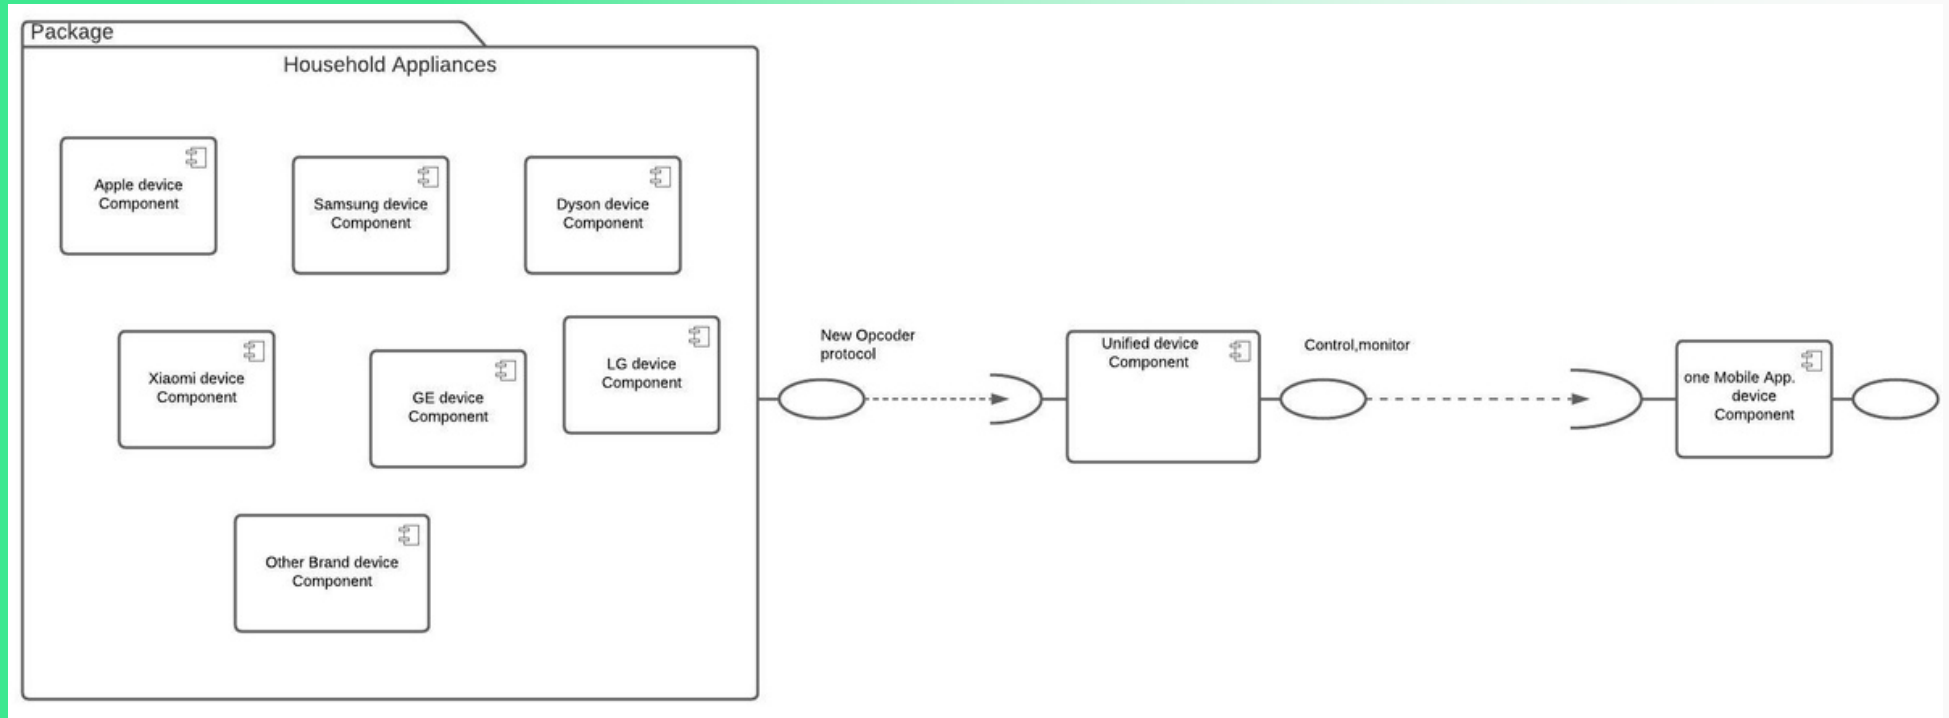 Package
Household Appliances
Apple device
Component
Samsung device
Component
Dyson device
Component
Xiaomi device
Component
GE device
Component
LG device
Component
Other Brand device
Component
New Opcoder
protocol
Unified device
Component
Control,monitor
one Mobile App.
device
Component